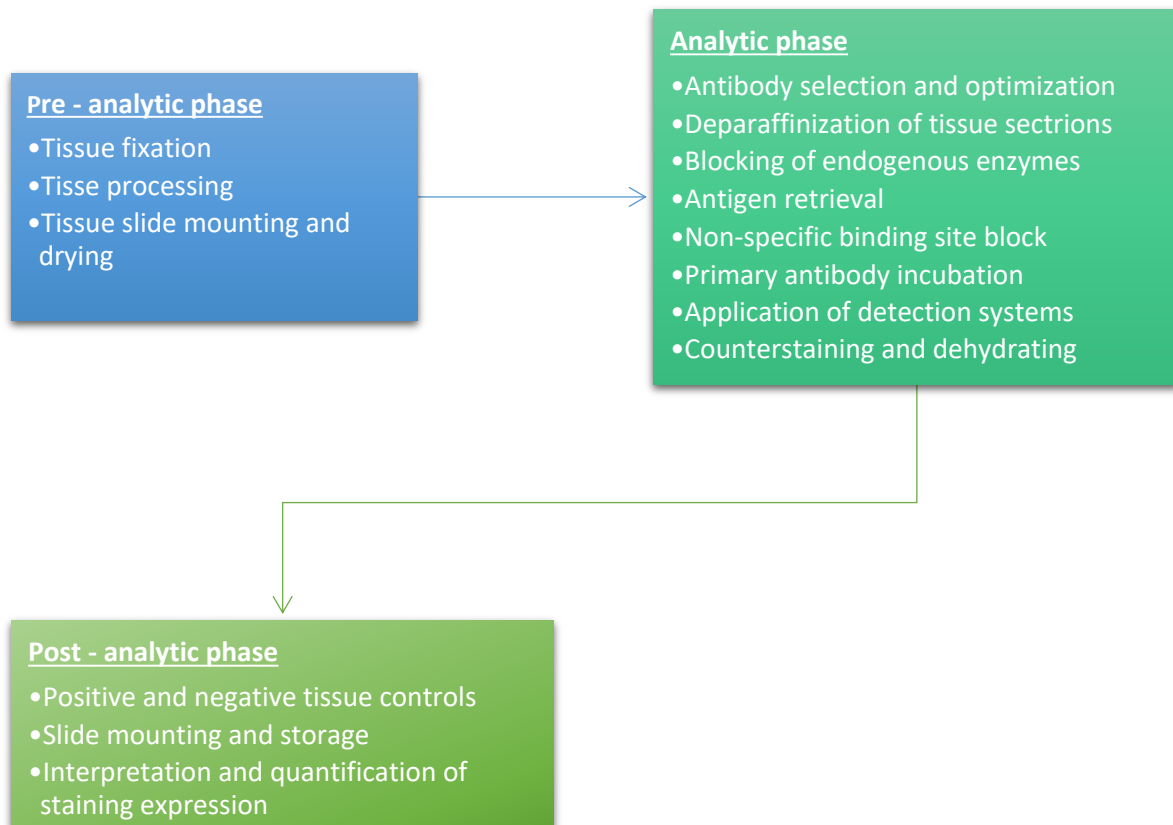 Pre - analytic phase
•Tissue fixation
•Tisse processing
•Tissue slide mounting and
drying
Analytic phase
•Antibody selection and optimization
•Deparaffinization of tissue sectrions
•Blocking of endogenous enzymes
•Antigen retrieval
•Non-specific binding site block
•Primary antibody incubation
•Application of detection systems
•Counterstaining and dehydrating
Post - analytic phase
•Positive and negative tissue controls
•Slide mounting and storage
•Interpretation and quantification of
staining expression